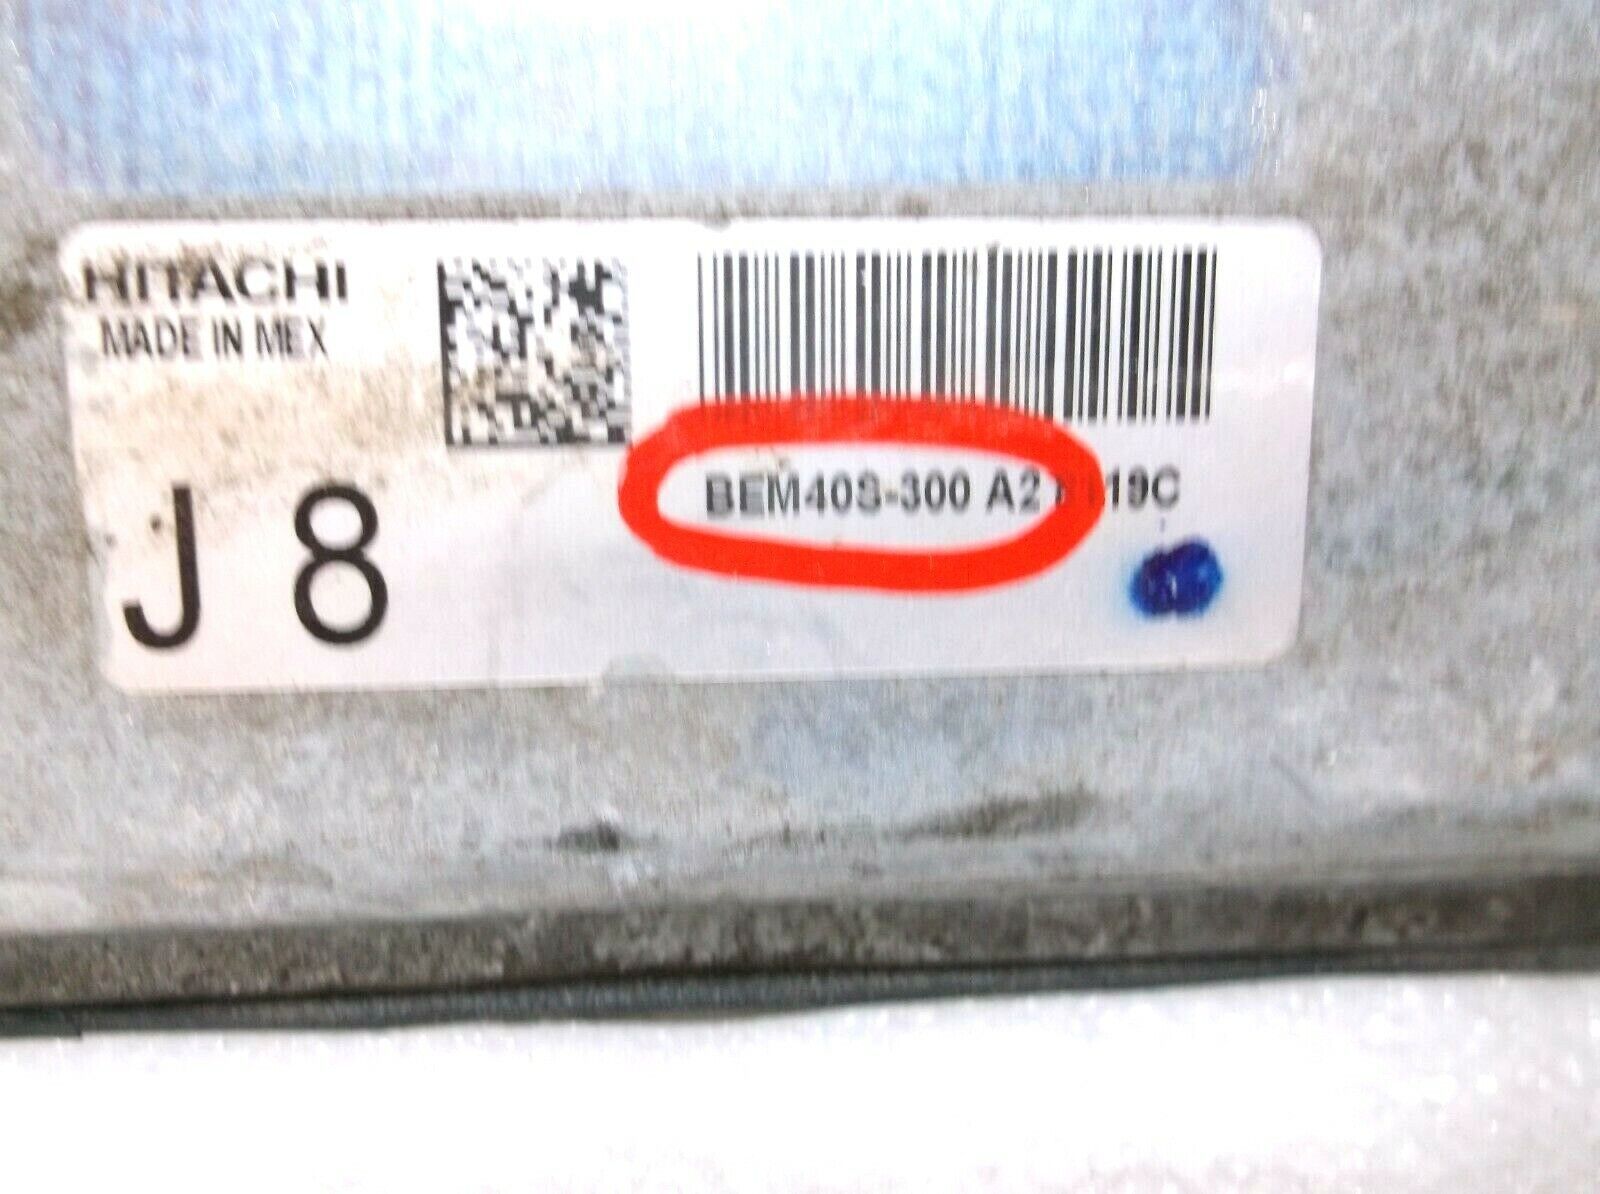 HITACHI
MADE IN MEX
J 8
BEM40S-300 A2